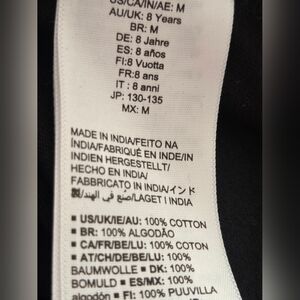 US/CA/IN/AE: M
AU/UK: 8 Years
BR: M
DE: 8 Jahre
ES: 8 años
FI:8 Vuotta
FR:8 ans
IT : 8 anni
JP: 130-135
MX: M
MADE IN INDIA/FEITO NA
ÍNDIA/FABRIQUÉ EN INDE/IN
INDIEN HERGESTELLT/
HECHO EN INDIA/
FABBRICATO IN INDIA/インド
製/صنع في الهند/LAGET I INDIA
■ US/UK/IE/AU: 100% COTTON
■ BR: 100% ALGODÃO
■ CA/FR/BE/LU: 100% COTON
■ AT/CH/DE/BE/LU: 100%
BAUMWOLLE ■ DK: 100%
BOMULD ■ ES/MX: 100%
algodón ■ FI: 100% PUUVILLA